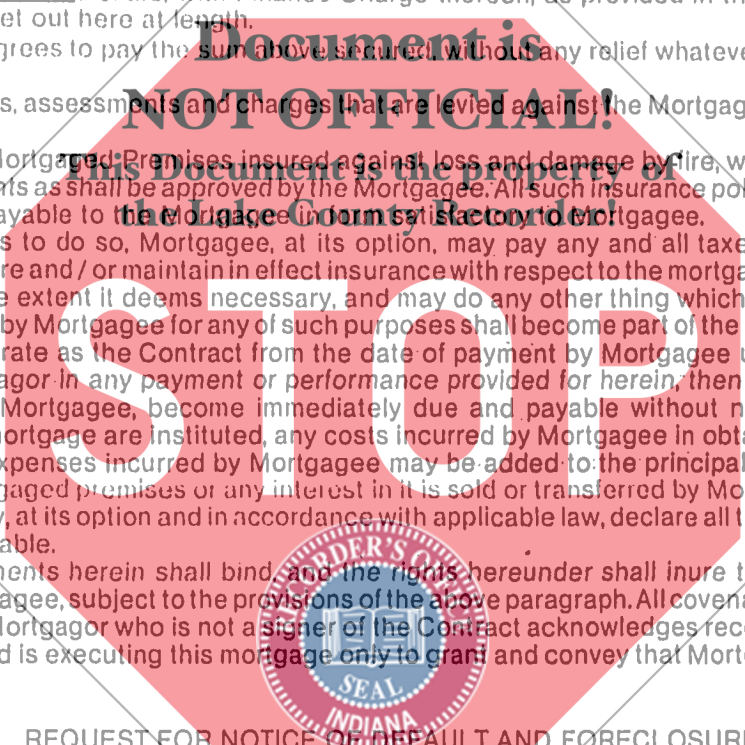 et out here at length.
Document is
grees to pay the sum above secured, without any relief whateve
NOT OFFICIAL!
s, assessments and charges that are levied against the Mortgag
This Document is the property of
Mortgaged Premises insured against loss and damage by fire, w
nts as shall be approved by the Mortgagee. All such insurance pol
the Lake County Recorder!
ayable to the Mortgagee in form satisfactory to Mortgagee.
s to do so, Mortgagee, at its option, may pay any and all taxe
re and / or maintain in effect insurance with respect to the mortga
e extent it deems necessary, and may do any other thing which
by Mortgagee for any of such purposes shall become part of the
STOP
rate as the Contract from the date of payment by Mortgagee u
agor in any payment or performance provided for herein, then
Mortgagee, become immediately due and payable without n
ortgage are instituted, any costs incurred by Mortgagee in obta
xpenses incurred by Mortgagee may be added to the principal
gaged premises or any interest in it is sold or transferred by Mo
, at its option and in accordance with applicable law, declare all t
able.
RECORDER'S OFFICE
nents herein shall bind, and the rights hereunder shall inure t
agee, subject to the provisions of the above paragraph. All covena
Mortgagor who is not a signer of the Contract acknowledges rece
d is executing this mortgage only to grant and convey that Mort
SEAL
INDIANA
REQUEST FOR NOTICE OF DEFAULT AND FORECLOSUR